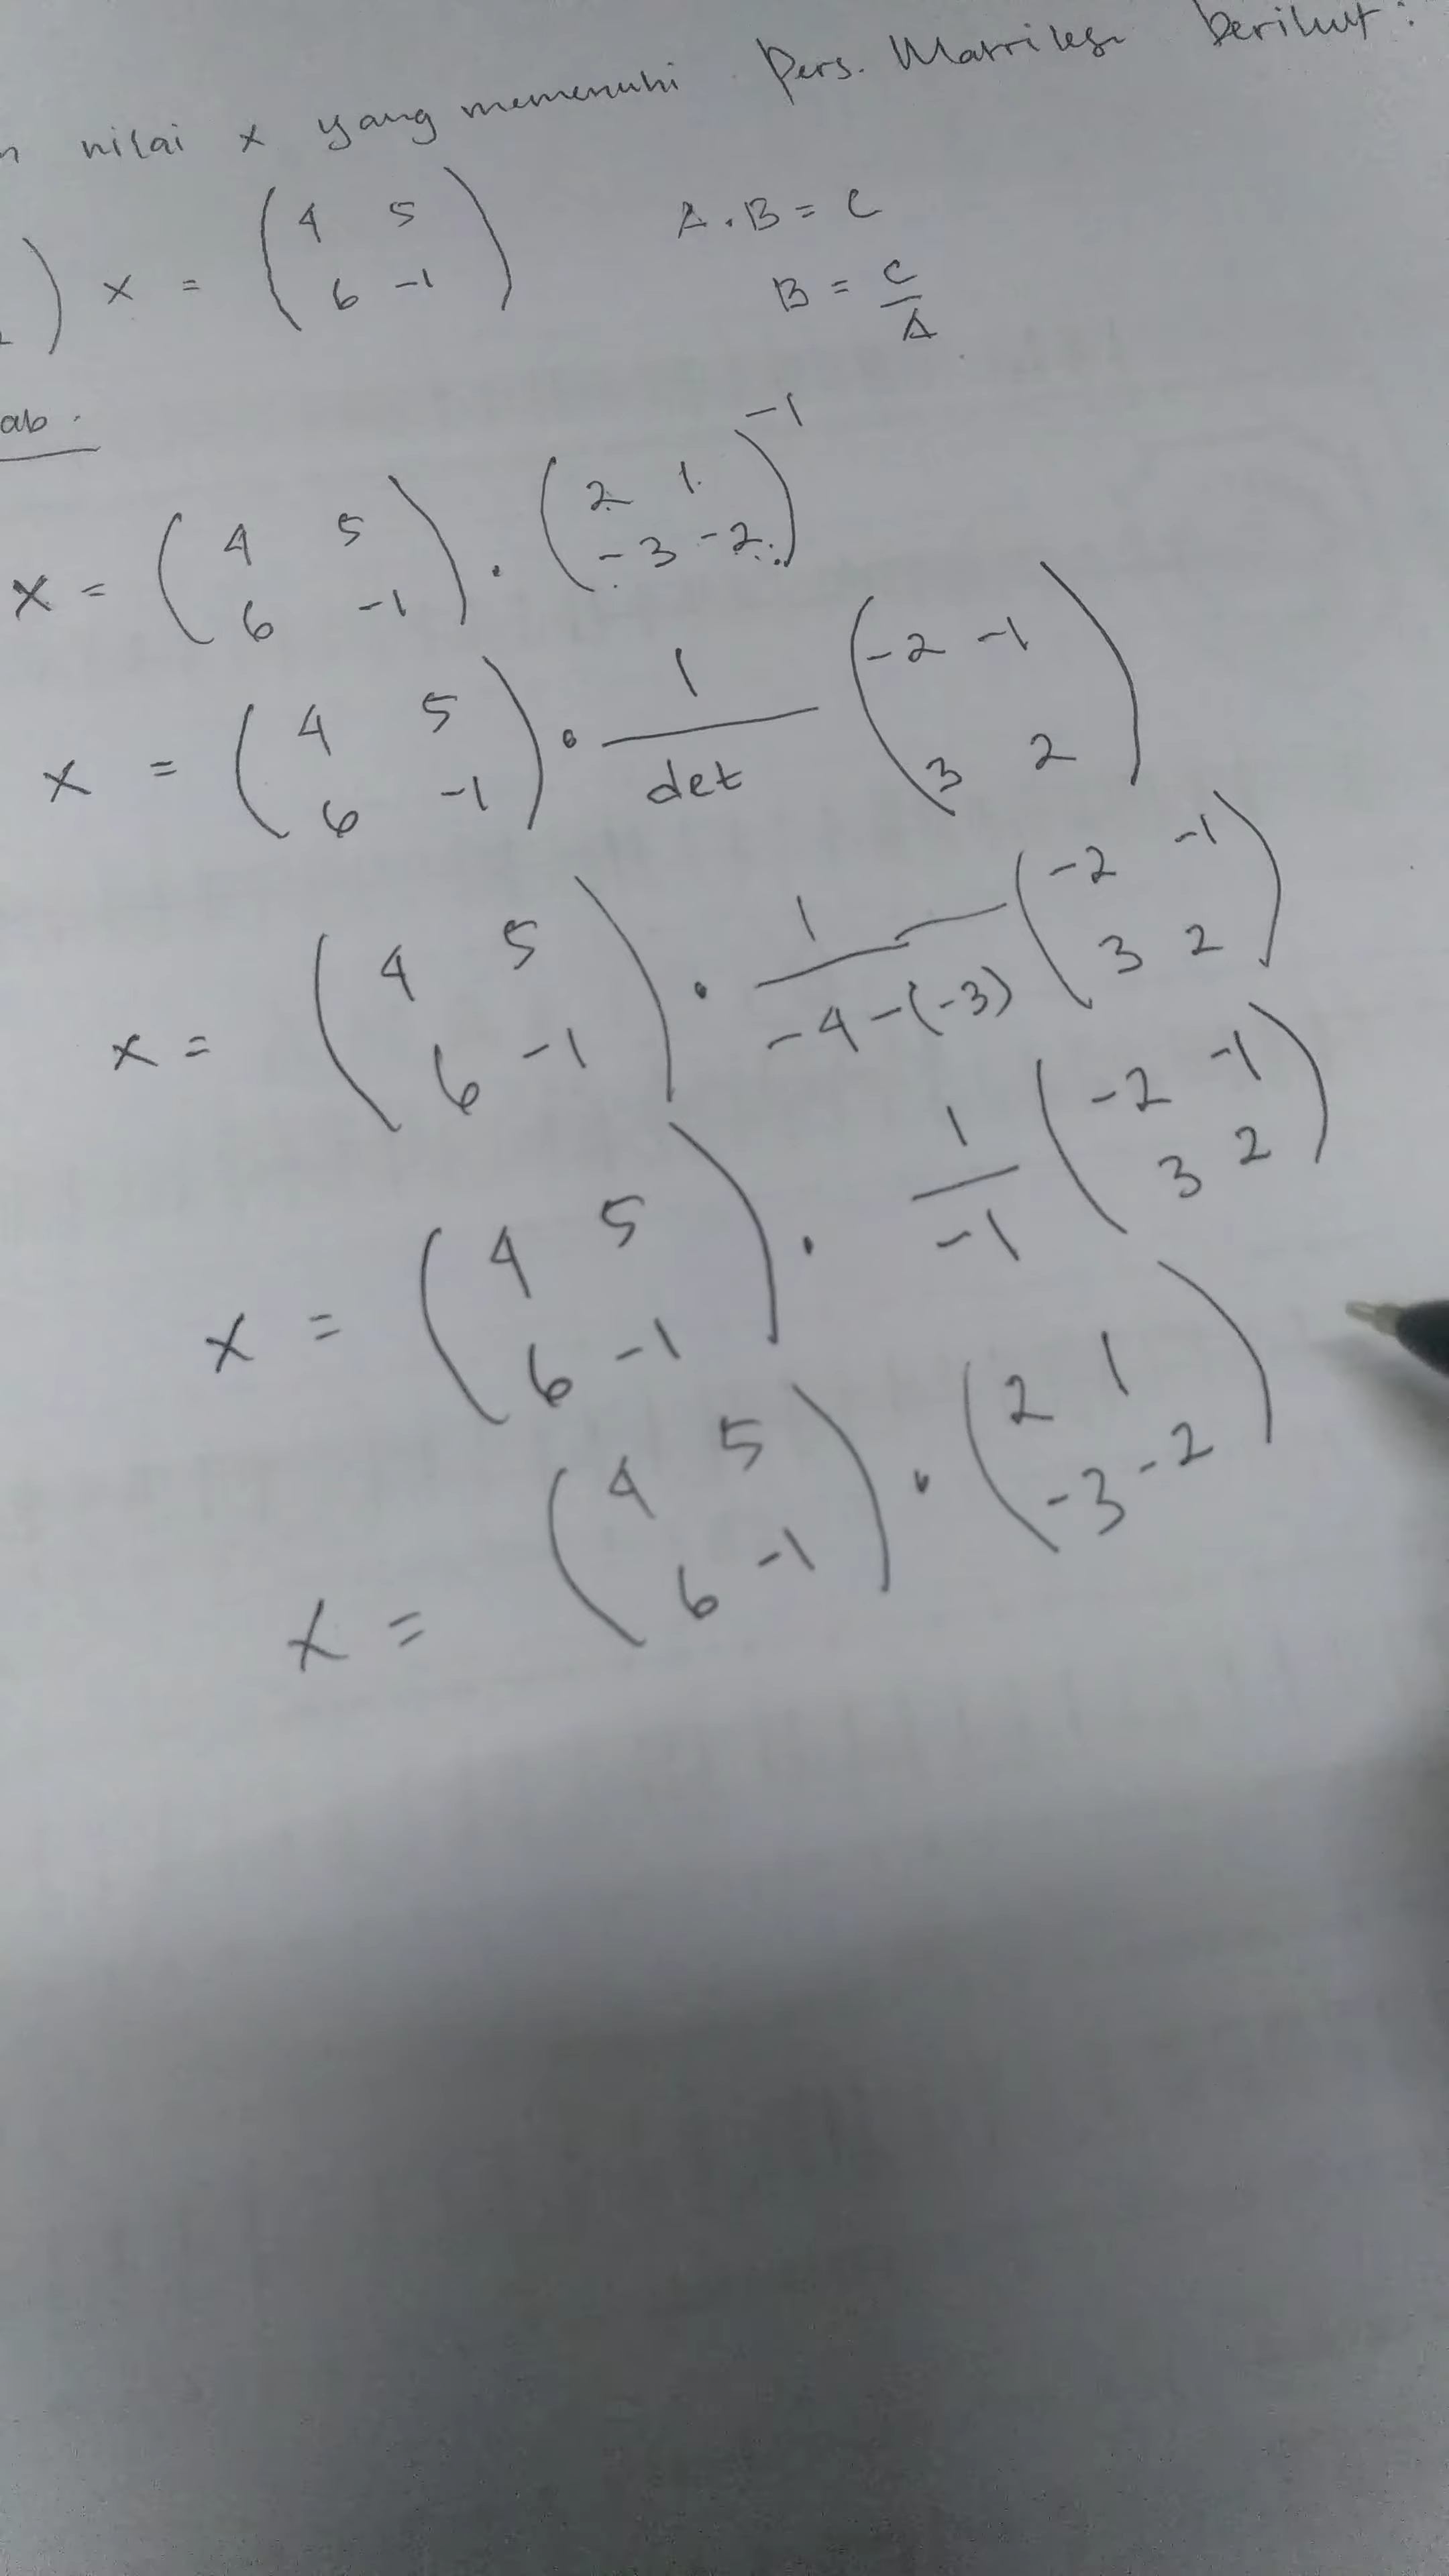 nilai x yang memenuhi Pers. Matriks berikut:
) x = ( 4 5
6 -1 )
A . B = C
B = C
A
ab.
x = ( 4 5
6 -1 ) . ( 2 1
-3 -2 ) -1
x = ( 4 5
6 -1 ) . 1
det ( -2 -1
3 2 )
x = ( 4 5
6 -1 ) . 1
-4-(-3) ( -2 -1
3 2 )
x = ( 4 5
6 -1 ) . 1
-1 ( -2 -1
3 2 )
x = ( 4 5
6 -1 ) . ( 2 1
-3 -2 )